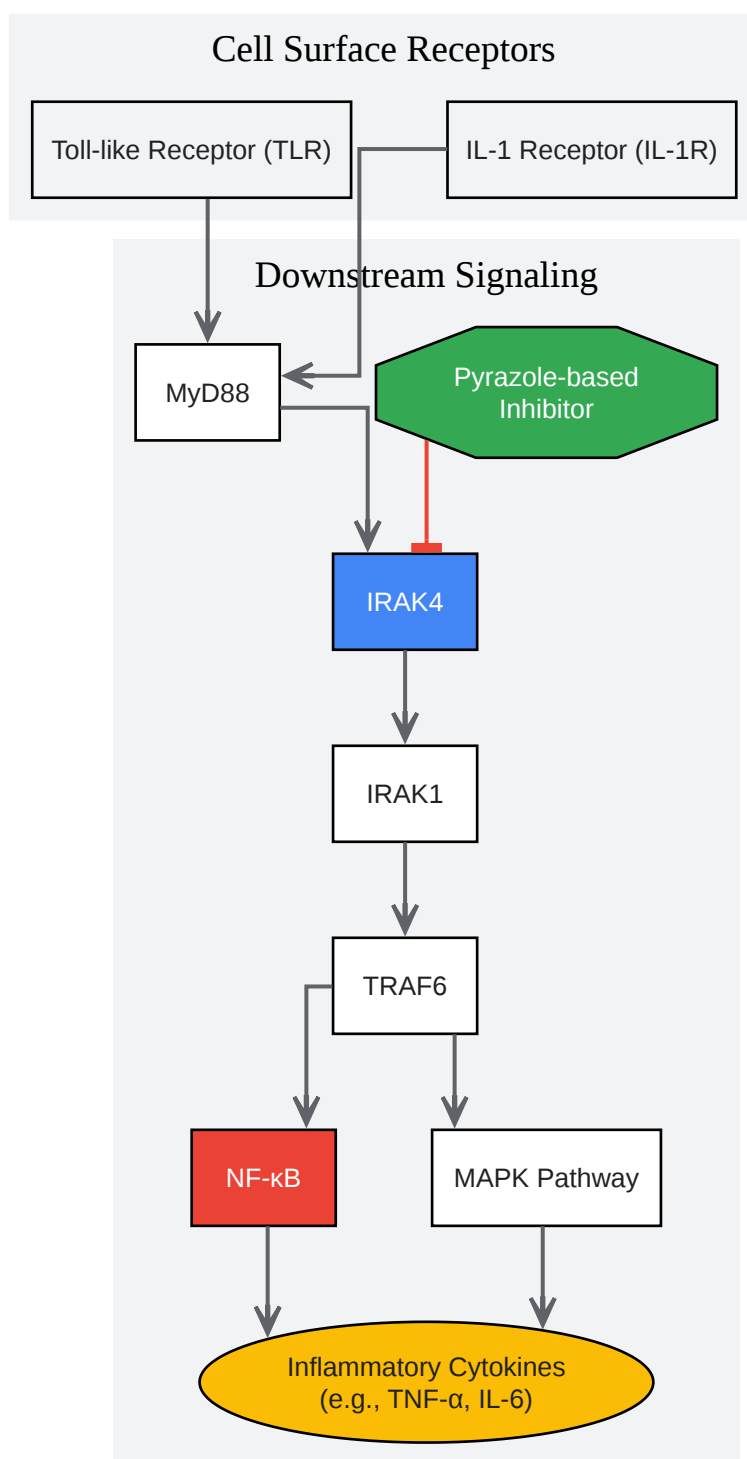 Cell Surface Receptors
Toll-like Receptor (TLR)
IL-1 Receptor (IL-1R)
Downstream Signaling
MyD88
Pyrazole-based
Inhibitor
IRAK4
IRAK1
TRAF6
NF-κB
MAPK Pathway
Inflammatory Cytokines
(e.g., TNF-α, IL-6)